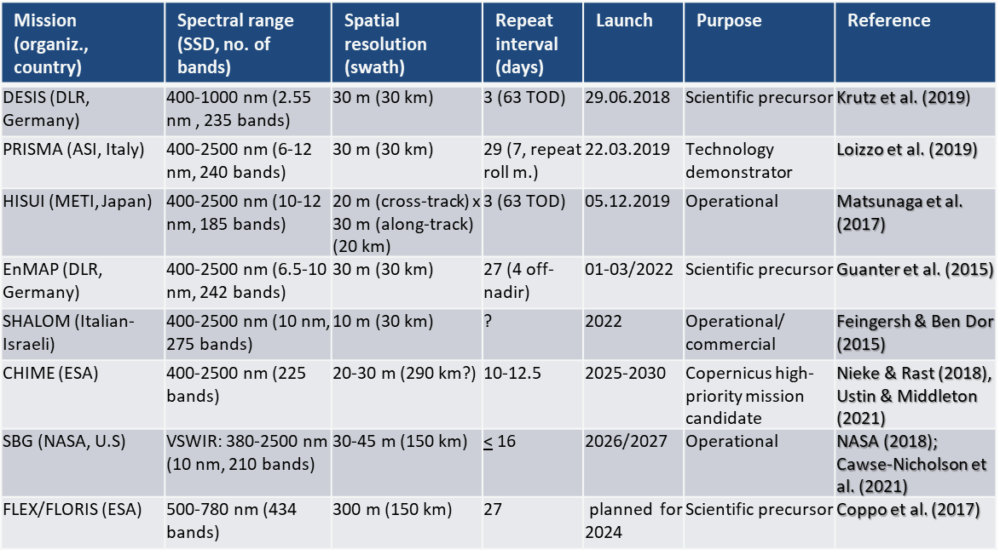 Mission (organiz., country) | Spectral range (SSD, no. of bands) | Spatial resolution (swath) | Repeat interval (days) | Launch | Purpose | Reference
DESIS (DLR, Germany) | 400-1000 nm (2.55 nm , 235 bands) | 30 m (30 km) | 3 (63 TOD) | 29.06.2018 | Scientific precursor | Krutz et al. (2019)
PRISMA (ASI, Italy) | 400-2500 nm (6-12 nm, 240 bands) | 30 m (30 km) | 29 (7, repeat roll m.) | 22.03.2019 | Technology demonstrator | Loizzo et al. (2019)
HISUI (METI, Japan) | 400-2500 nm (10-12 nm, 185 bands) | 20 m (cross-track) x 30 m (along-track) (20 km) | 3 (63 TOD) | 05.12.2019 | Operational | Matsunaga et al. (2017)
EnMAP (DLR, Germany) | 400-2500 nm (6.5-10 nm, 242 bands) | 30 m (30 km) | 27 (4 off-nadir) | 01-03/2022 | Scientific precursor | Guanter et al. (2015)
SHALOM (Italian-Israeli) | 400-2500 nm (10 nm, 275 bands) | 10 m (30 km) | ? | 2022 | Operational/ commercial | Feingersh & Ben Dor (2015)
CHIME (ESA) | 400-2500 nm (225 bands) | 20-30 m (290 km?) | 10-12.5 | 2025-2030 | Copernicus high-priority mission candidate | Nieke & Rast (2018), Ustin & Middleton (2021)
SBG (NASA, U.S) | VSWIR: 380-2500 nm (10 nm, 210 bands) | 30-45 m (150 km) | ≤ 16 | 2026/2027 | Operational | NASA (2018); Cawse-Nicholson et al. (2021)
FLEX/FLORIS (ESA) | 500-780 nm (434 bands) | 300 m (150 km) | 27 | planned for 2024 | Scientific precursor | Coppo et al. (2017)